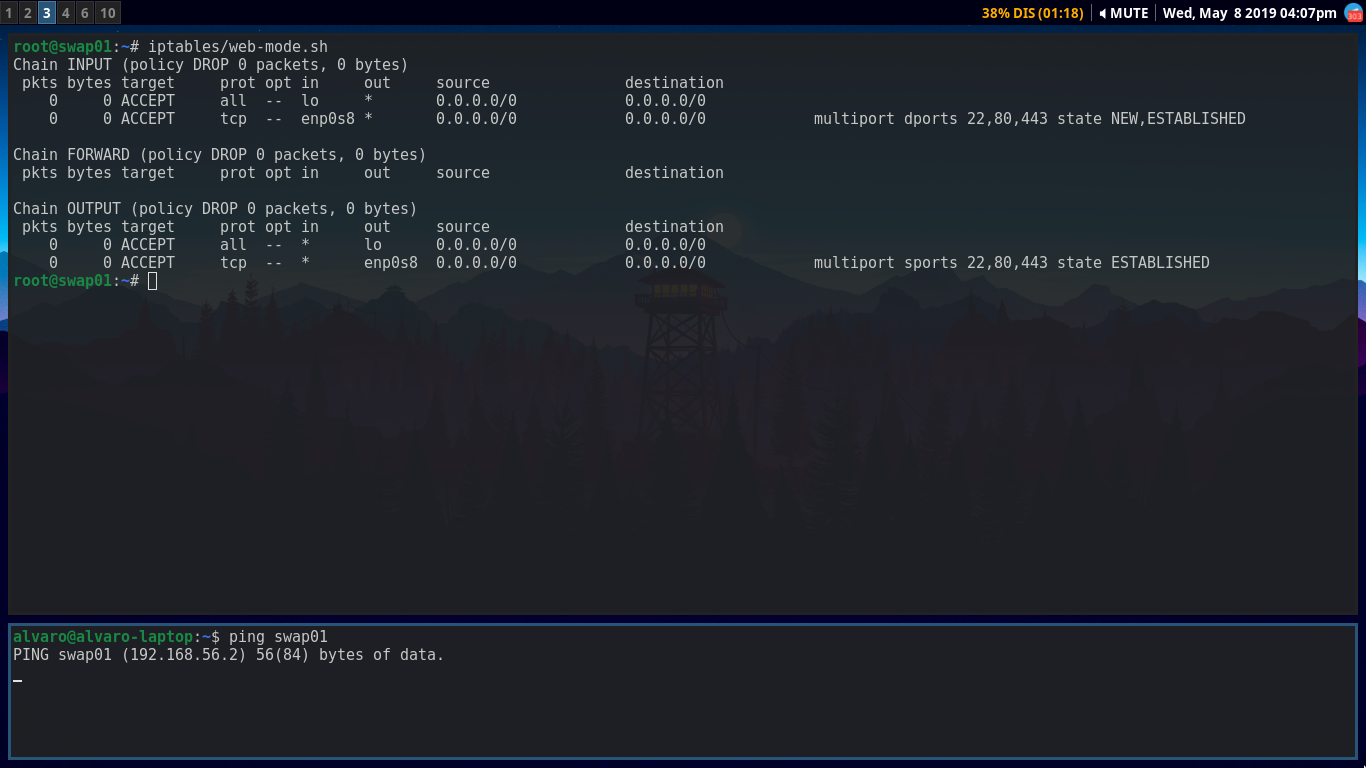 1 2 3 4 6 10 38% DIS (01:18) MUTE Wed, May  8 2019 04:07pm 303
root@swap01:~# iptables/web-mode.sh
Chain INPUT (policy DROP 0 packets, 0 bytes)
 pkts bytes target     prot opt in     out     source               destination
    0     0 ACCEPT     all  --  lo     *       0.0.0.0/0            0.0.0.0/0
    0     0 ACCEPT     tcp  --  enp0s8 *       0.0.0.0/0            0.0.0.0/0            multiport dports 22,80,443 state NEW,ESTABLISHED
Chain FORWARD (policy DROP 0 packets, 0 bytes)
 pkts bytes target     prot opt in     out     source               destination
Chain OUTPUT (policy DROP 0 packets, 0 bytes)
 pkts bytes target     prot opt in     out     source               destination
    0     0 ACCEPT     all  --  *      lo      0.0.0.0/0            0.0.0.0/0
    0     0 ACCEPT     tcp  --  *      enp0s8  0.0.0.0/0            0.0.0.0/0            multiport sports 22,80,443 state ESTABLISHED
root@swap01:~#
alvaro@alvaro-laptop:~$ ping swap01
PING swap01 (192.168.56.2) 56(84) bytes of data.